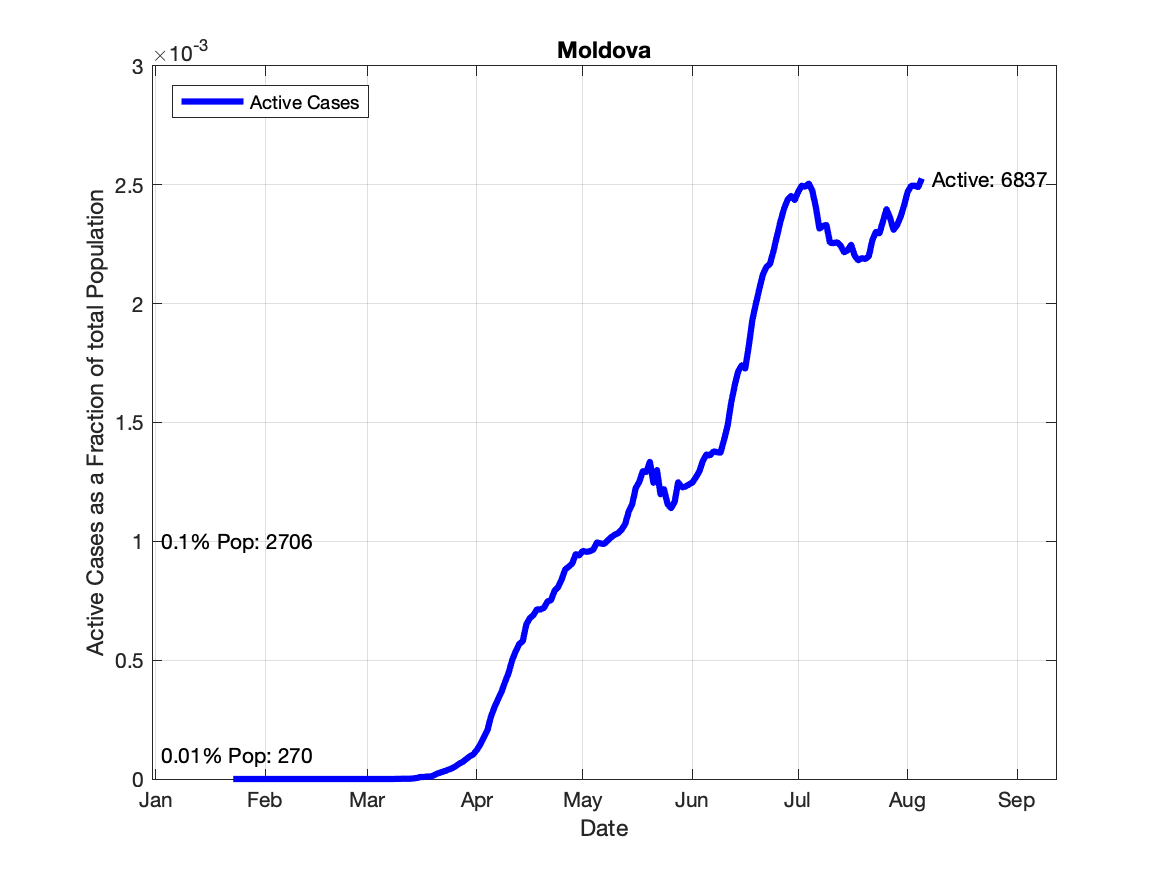 Moldova
×10-3
3
2.5
2
1.5
1
0.5
0
Active Cases as a Fraction of total Population
Active Cases
Active: 6837
0.1% Pop: 2706
0.01% Pop: 270
Jan Feb Mar Apr May Jun Jul Aug Sep
Date